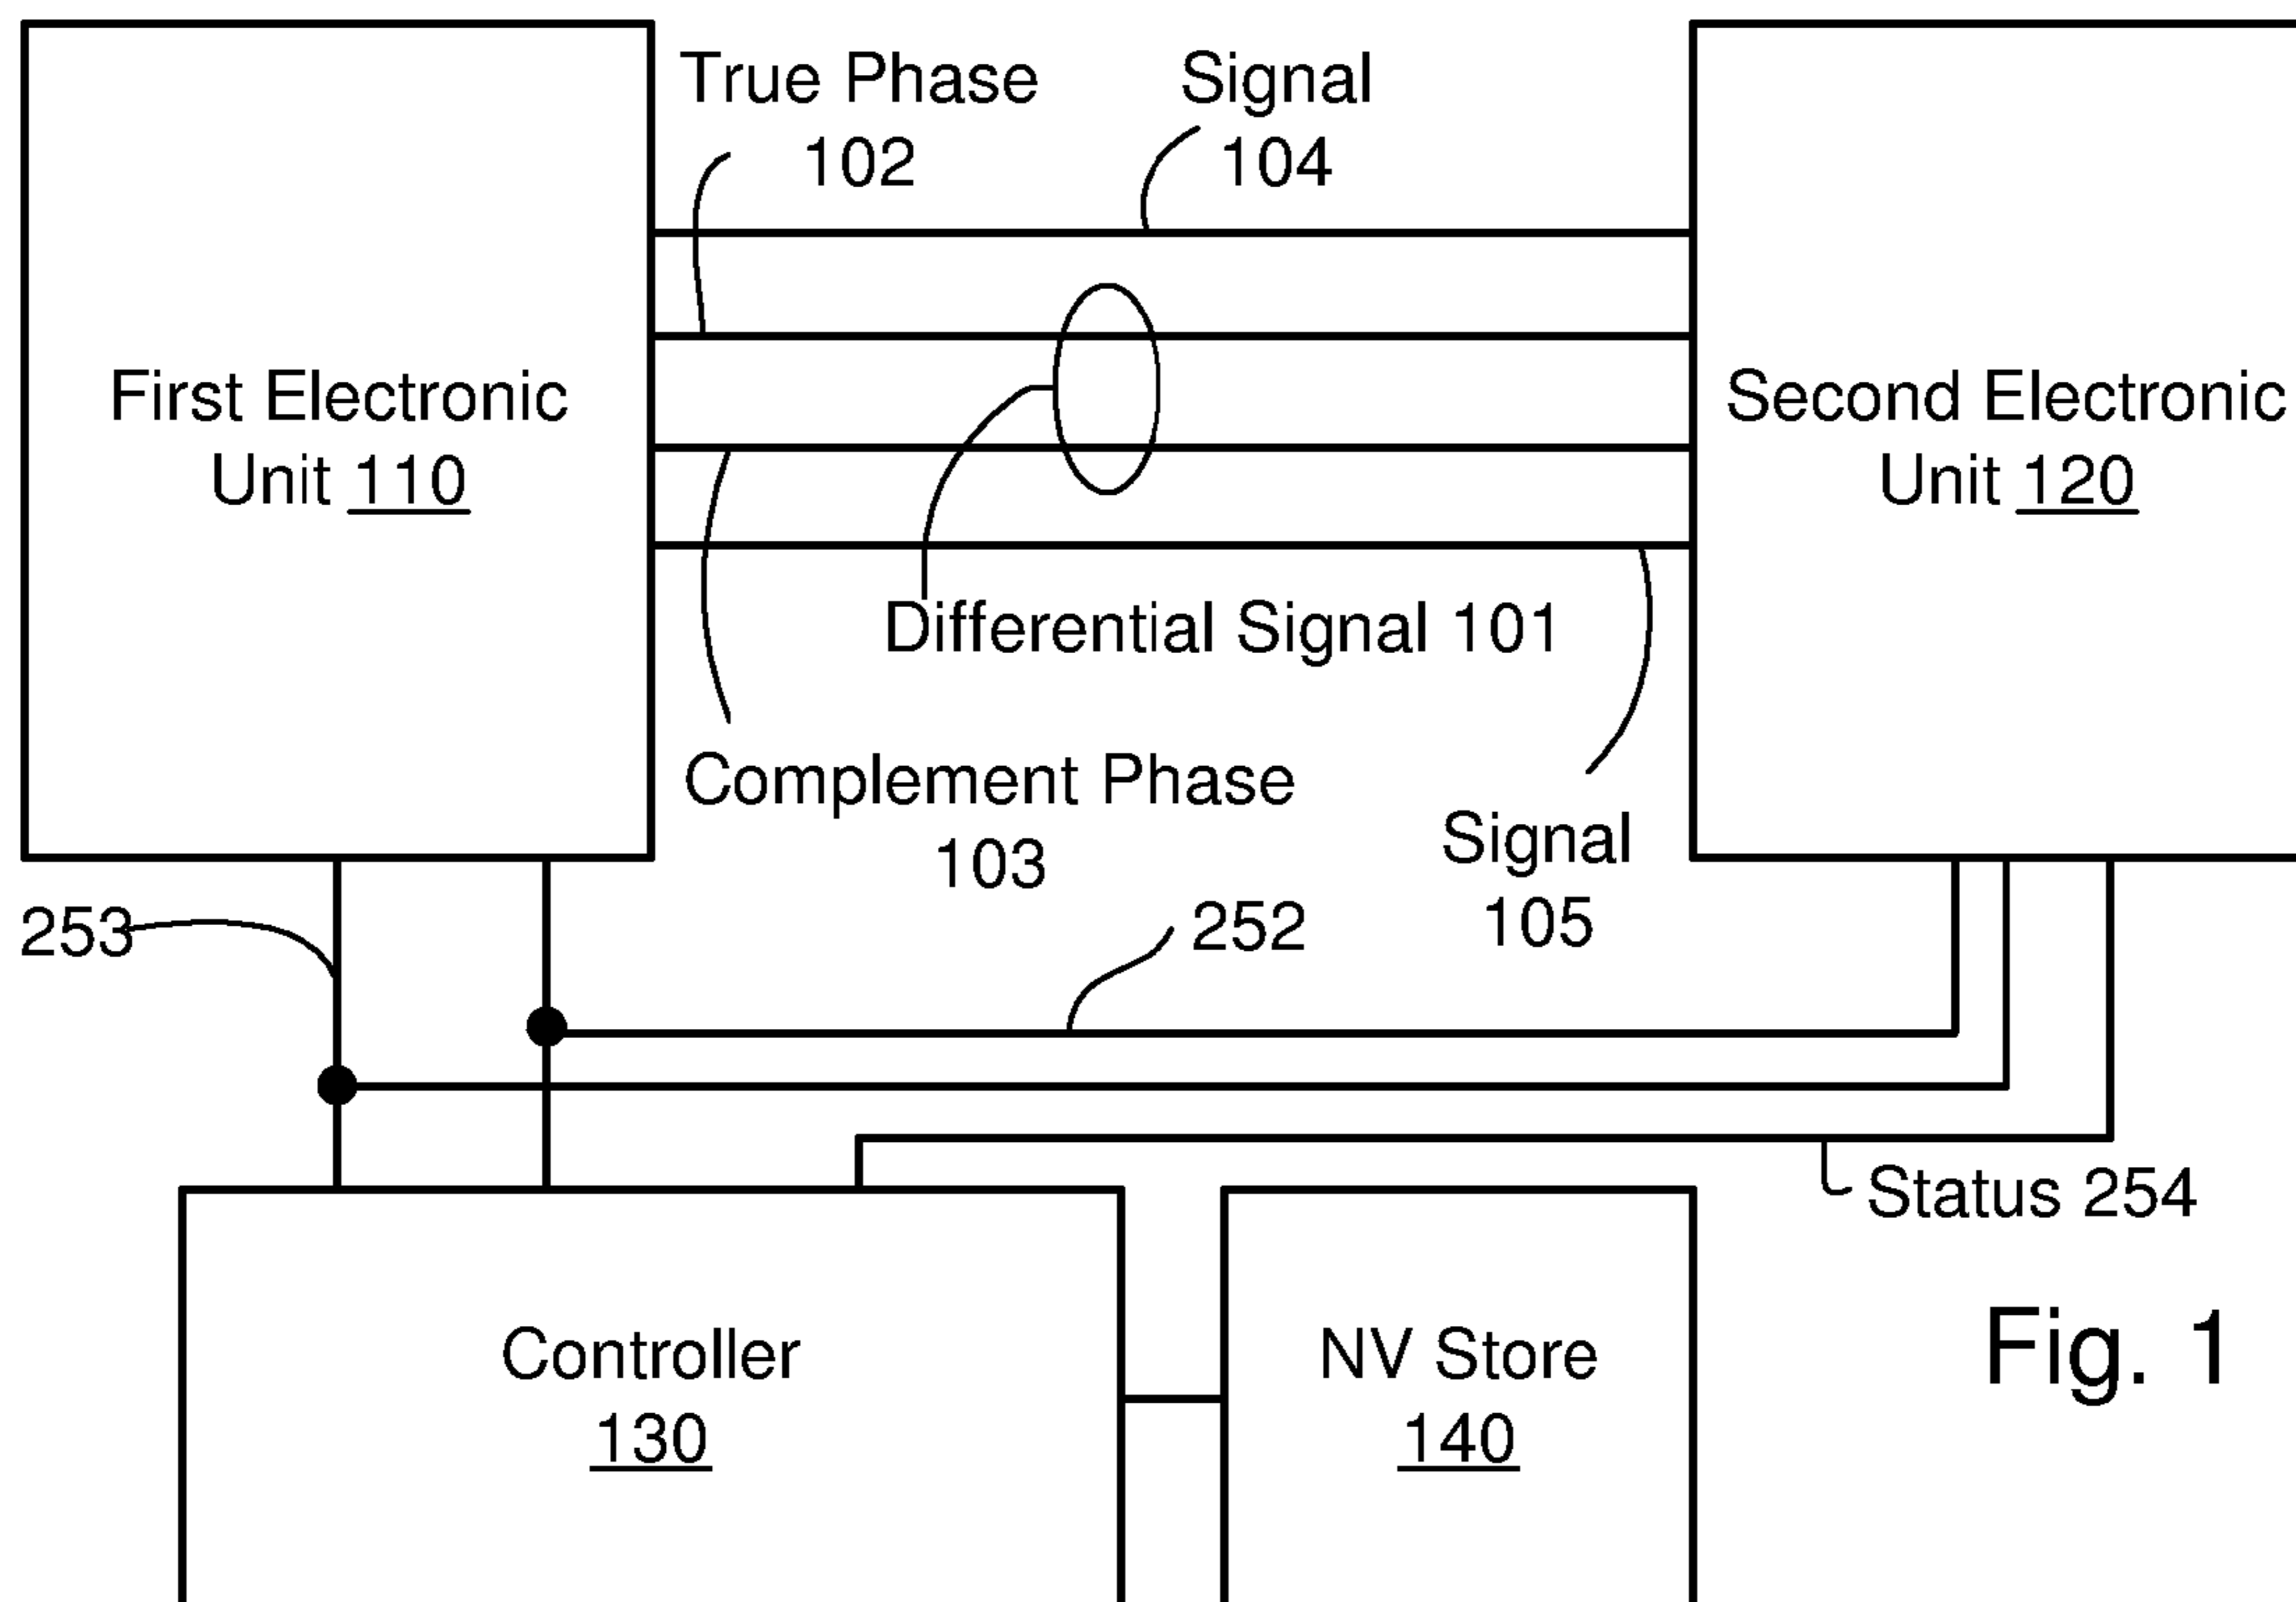 True Phase
102
Signal
104
First Electronic
Unit 110
Second Electronic
Unit 120
Differential Signal 101
Complement Phase
103
Signal
105
253
252
Status 254
Controller
130
NV Store
140
Fig. 1